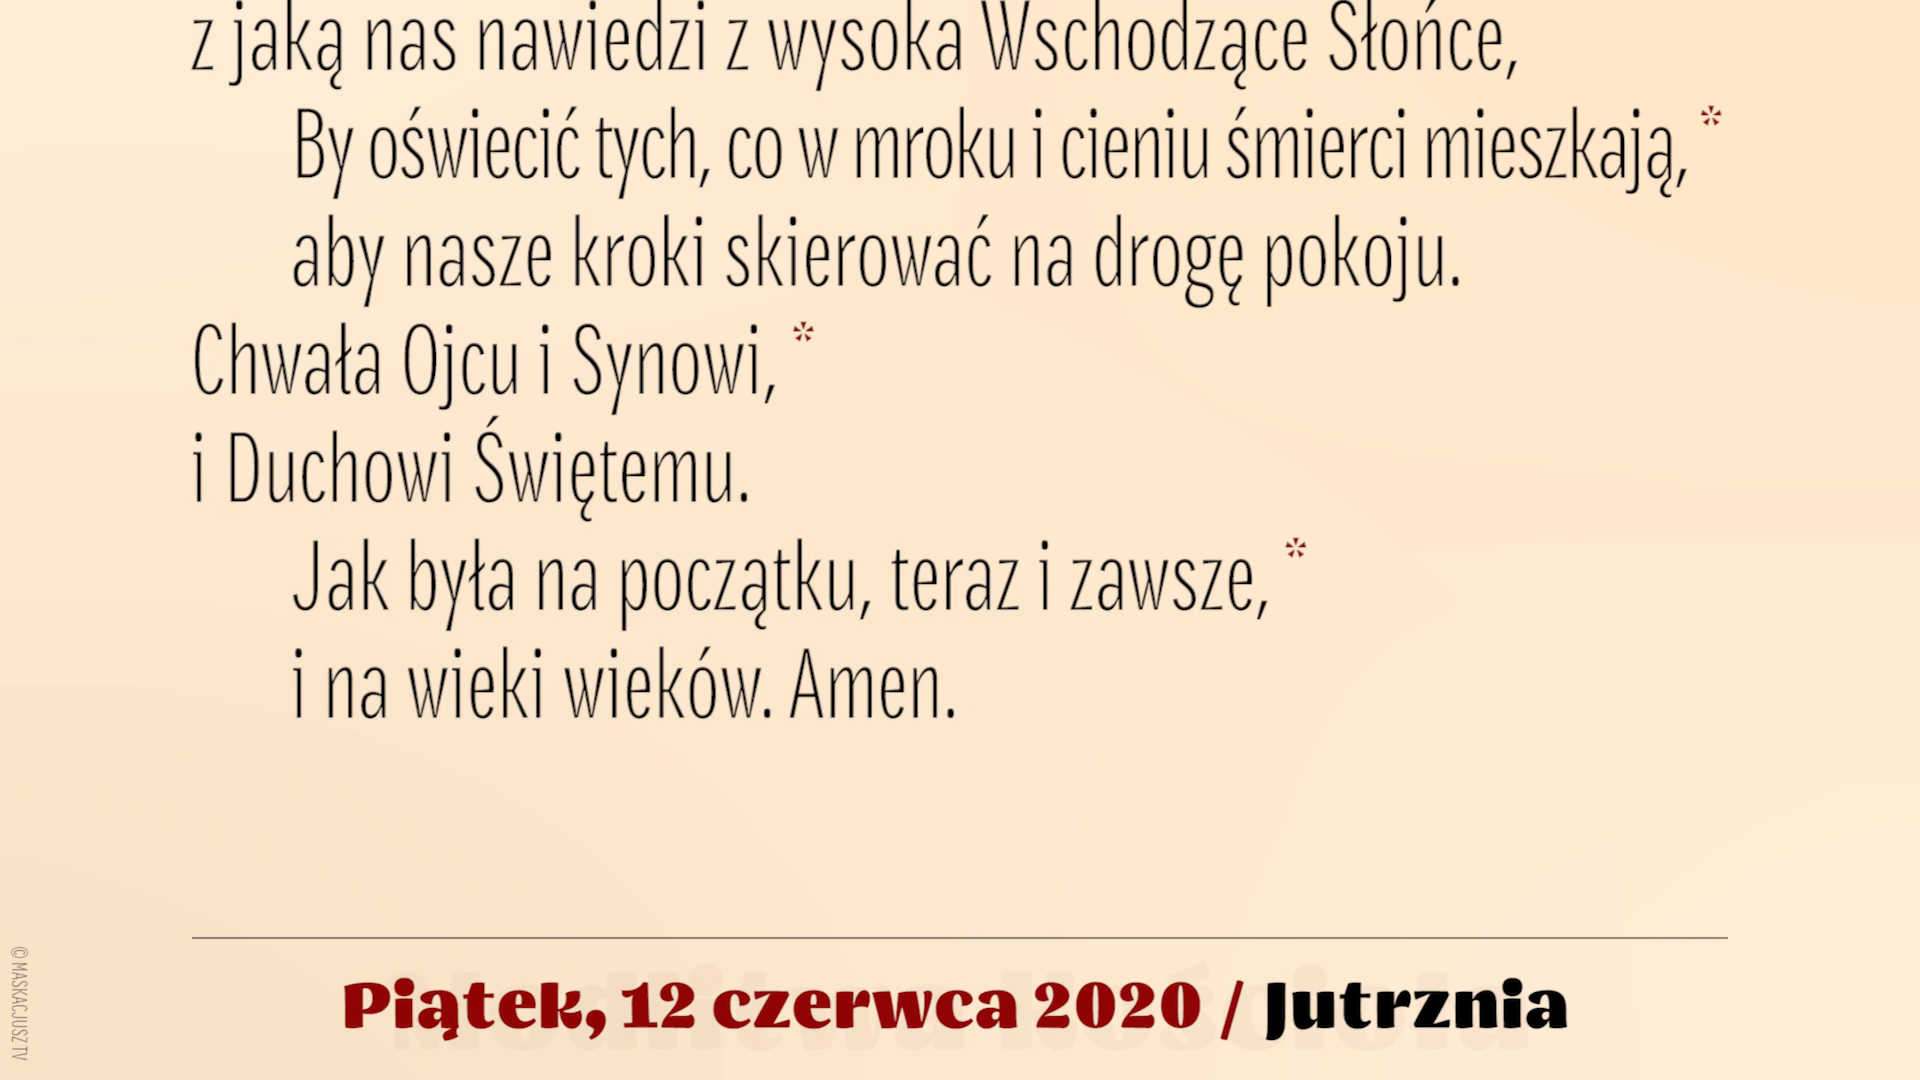 z jaką nas nawiedzi z wysoka Wschodzące Słońce,
By oświecić tych, co w mroku i cieniu śmierci mieszkają, *
aby nasze kroki skierować na drogę pokoju.
Chwała Ojcu i Synowi, *
i Duchowi Świętemu.
Jak była na początku, teraz i zawsze, *
i na wieki wieków. Amen.
Piątek, 12 czerwca 2020 / Jutrznia
© MASKACJUSZ TV